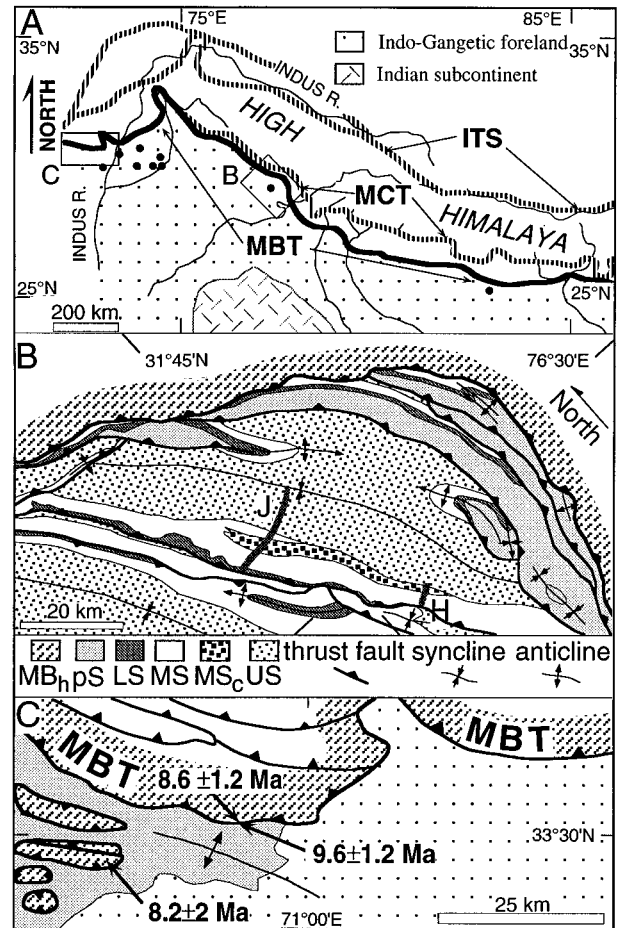 A
75°E
85°E
35°N
35°N
Indo-Gangetic foreland
Indian subcontinent
INDUS R.
NORTH
HIGH
ITS
C
B
MCT
HIMALAYA
INDUS R.
MBT
25°N
25°N
200 km
B
31°45'N
76°30'E
North
J
H
20 km
thrust fault syncline anticline
MBh pS LS MS MSc US
C
MBT
MBT
8.6 ±1.2 Ma
33°30'N
9.6±1.2 Ma
8.2±2 Ma
71°00'E
25 km